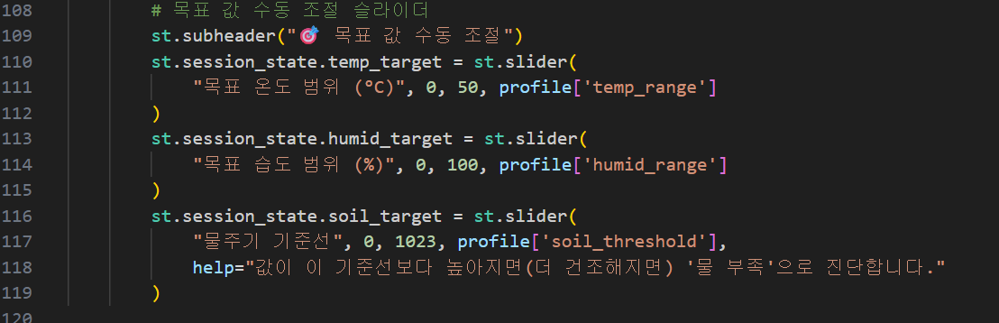 108 # 목표 값 수동 조절 슬라이더
109 st.subheader("🎯 목표 값 수동 조절")
110 st.session_state.temp_target = st.slider(
111 "목표 온도 범위 (°C)", 0, 50, profile['temp_range']
112 )
113 st.session_state.humid_target = st.slider(
114 "목표 습도 범위 (%)", 0, 100, profile['humid_range']
115 )
116 st.session_state.soil_target = st.slider(
117 "물주기 기준선", 0, 1023, profile['soil_threshold'],
118 help="값이 이 기준선보다 높아지면(더 건조해지면) '물 부족'으로 진단합니다."
119 )
120